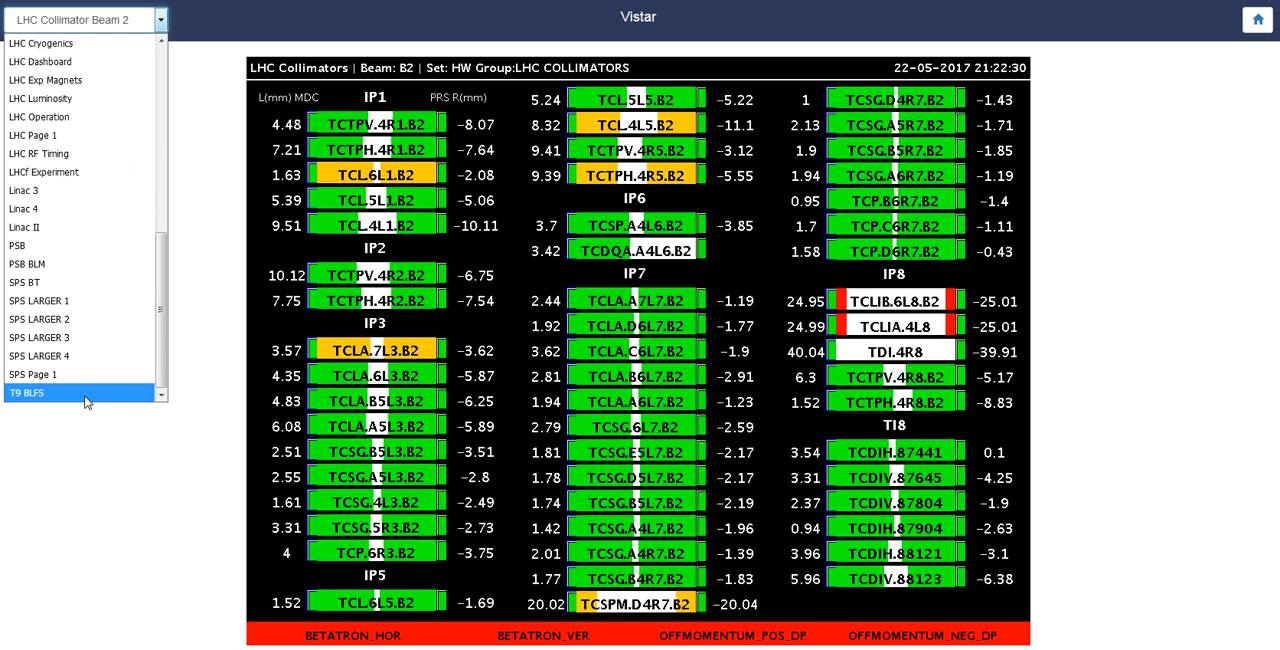 LHC Collimator Beam 2
Vistar
LHC Cryogenics
LHC Dashboard
LHC Exp Magnets
LHC Luminosity
LHC Operation
LHC Page 1
LHC RF Timing
LHCf Experiment
Linac 3
Linac 4
Linac II
PSB
PSB BLM
SPS BT
SPS LARGER 1
SPS LARGER 2
SPS LARGER 3
SPS LARGER 4
SPS Page 1
T9 BLFS
LHC Collimators | Beam: B2 | Set: HW Group:LHC COLLIMATORS 22-05-2017 21:22:30
L(mm) MDC IP1 PRS R(mm)
4.48 TCTPV.4R1.B2 -8.07
7.21 TCTPH.4R1.B2 -7.64
1.63 TCL.6L1.B2 -2.08
5.39 TCL.5L1.B2 -5.06
9.51 TCL.4L1.B2 -10.11
IP2
10.12 TCTPV.4R2.B2 -6.75
7.75 TCTPH.4R2.B2 -7.54
IP3
3.57 TCLA.7L3.B2 -3.62
4.35 TCLA.6L3.B2 -5.87
4.83 TCLA.B5L3.B2 -6.25
6.08 TCLA.A5L3.B2 -5.89
2.51 TCSG.B5L3.B2 -3.51
2.55 TCSG.A5L3.B2 -2.8
1.61 TCSG.4L3.B2 -2.49
3.31 TCSG.5R3.B2 -2.73
4 TCP.6R3.B2 -3.75
IP5
1.52 TCL.6L5.B2 -1.69
5.24 TCL.5L5.B2 -5.22
8.32 TCL.4L5.B2 -11.1
9.41 TCTPV.4R5.B2 -3.12
9.39 TCTPH.4R5.B2 -5.55
IP6
3.7 TCSP.A4L6.B2 -3.85
3.42 TCDQA.A4L6.B2
IP7
2.44 TCLA.A7L7.B2 -1.19
1.92 TCLA.D6L7.B2 -1.77
3.62 TCLA.C6L7.B2 -1.9
2.81 TCLA.B6L7.B2 -2.91
1.94 TCLA.A6L7.B2 -1.23
2.79 TCSG.6L7.B2 -2.59
1.81 TCSG.E5L7.B2 -2.17
1.78 TCSG.D5L7.B2 -2.17
1.74 TCSG.B5L7.B2 -2.19
1.42 TCSG.A4L7.B2 -1.96
2.01 TCSG.A4R7.B2 -1.39
1.77 TCSG.B4R7.B2 -1.83
20.02 TCSPM.D4R7.B2 -20.04
1 TCSG.D4R7.B2 -1.43
2.13 TCSG.A5R7.B2 -1.71
1.9 TCSG.B5R7.B2 -1.85
1.94 TCSG.A6R7.B2 -1.19
0.95 TCP.B6R7.B2 -1.4
1.7 TCP.C6R7.B2 -1.11
1.58 TCP.D6R7.B2 -0.43
IP8
24.95 TCLIB.6L8.B2 -25.01
24.99 TCLIA.4L8 -25.01
40.04 TDI.4R8 -39.91
6.3 TCTPV.4R8.B2 -5.17
1.52 TCTPH.4R8.B2 -8.83
TI8
3.54 TCDIH.87441 0.1
3.31 TCDIV.87645 -4.25
2.37 TCDIV.87804 -1.9
0.94 TCDIH.87904 -2.63
3.96 TCDIH.88121 -3.1
5.96 TCDIV.88123 -6.38
BETATRON_HOR BETATRON_VER OFFMOMENTUM_POS_DP OFFMOMENTUM_NEG_DP